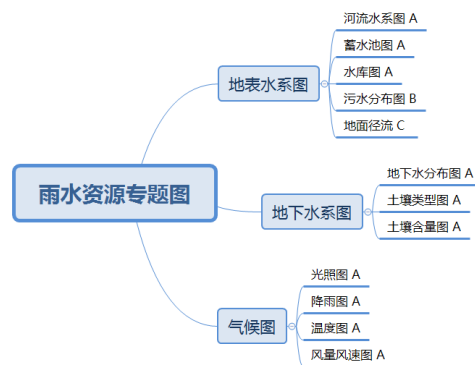 河流水系图 A
蓄水池图 A
水库图 A
污水分布图 B
地面径流 C
地表水系图
雨水资源专题图
地下水系图
地下水分布图 A
土壤类型图 A
土壤含量图 A
气候图
光照图 A
降雨图 A
温度图 A
风量风速图 A